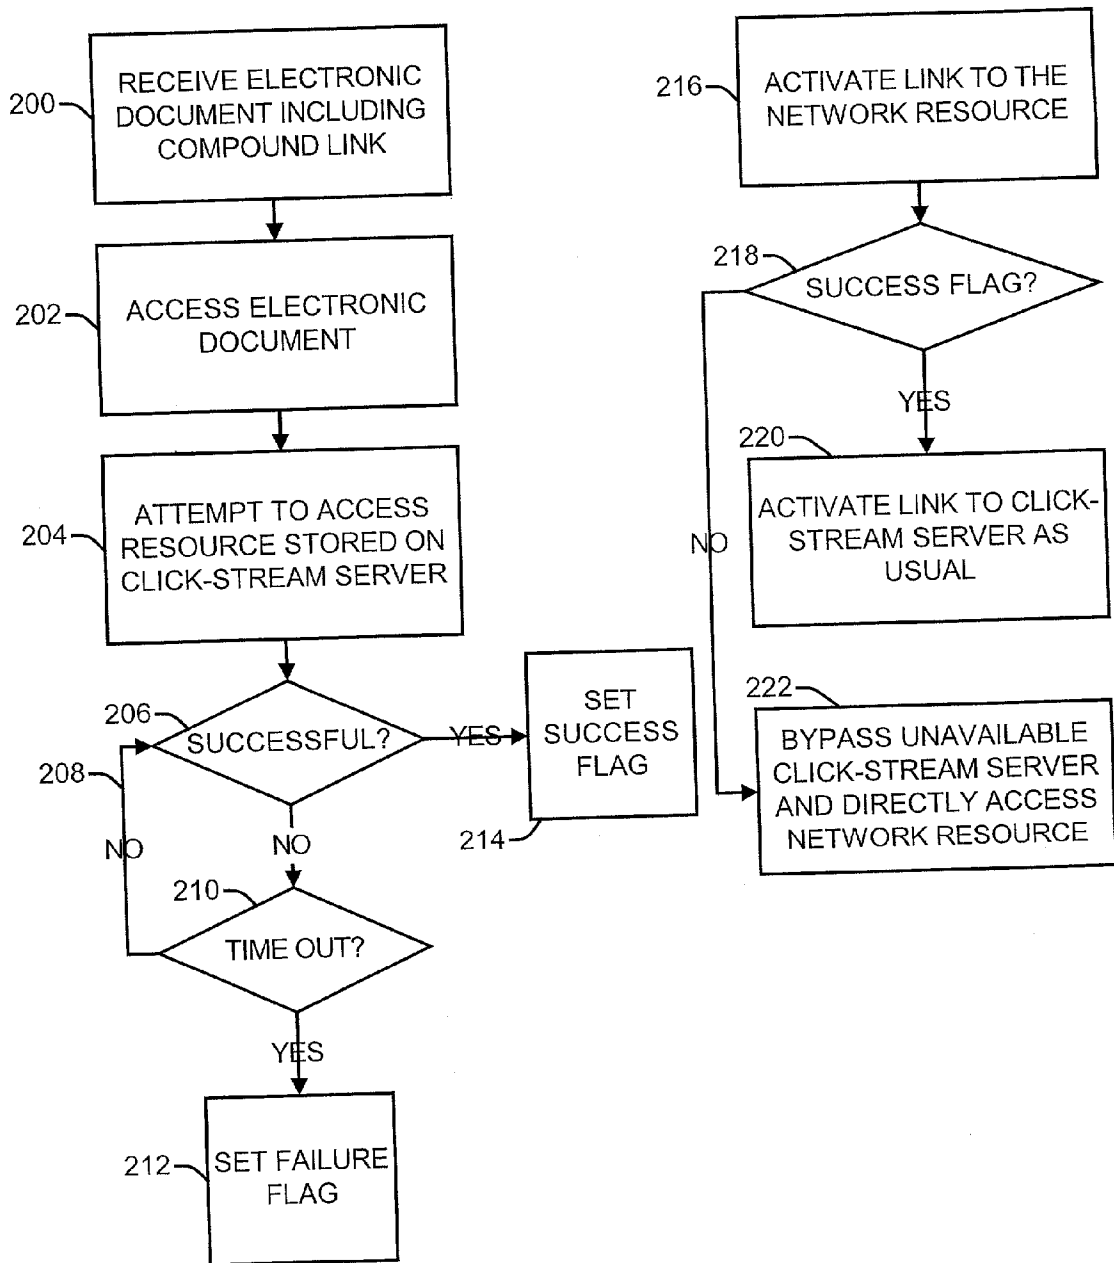 200
RECEIVE ELECTRONIC
DOCUMENT INCLUDING
COMPOUND LINK
202
ACCESS ELECTRONIC
DOCUMENT
204
ATTEMPT TO ACCESS
RESOURCE STORED ON
CLICK-STREAM SERVER
206
SUCCESSFUL?
YES
208
NO
NO
SET
SUCCESS
FLAG
214
210
TIME OUT?
YES
212
SET FAILURE
FLAG
216
ACTIVATE LINK TO THE
NETWORK RESOURCE
218
SUCCESS FLAG?
YES
NO
220
ACTIVATE LINK TO CLICK-
STREAM SERVER AS
USUAL
222
BYPASS UNAVAILABLE
CLICK-STREAM SERVER
AND DIRECTLY ACCESS
NETWORK RESOURCE